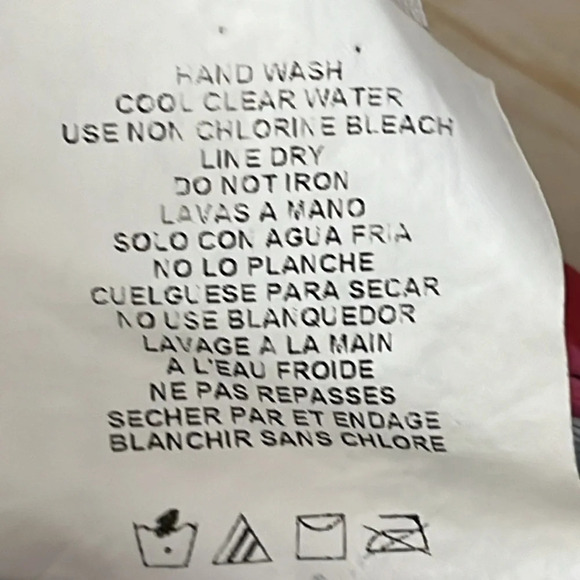 HAND WASH
COOL CLEAR WATER
USE NON CHLORINE BLEACH
LINE DRY
DO NOT IRON
LAVAS A MANO
SOLO CON AGUA FRIA
NO LO PLANCHE
CUELGUESE PARA SECAR
NO USE BLANQUEDOR
LAVAGE A LA MAIN
A L'EAU FROIDE
NE PAS REPASSES
SECHER PAR ET ENDAGE
BLANCHIR SANS CHLORE